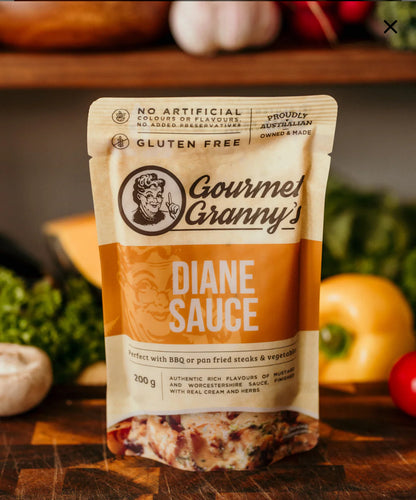 NO ARTIFICIAL
COLOURS OR FLAVOURS,
NO ADDED PRESERVATIVES
GLUTEN FREE
PROUDLY
AUSTRALIAN
OWNED & MADE
Gourmet
Granny's
DIANE
SAUCE
Perfect with BBQ or pan fried steaks & vegetables
200 g
AUTHENTIC RICH FLAVOURS OF MUSTARD
AND WORCESTERSHIRE SAUCE, FINISHED
WITH REAL CREAM AND HERBS